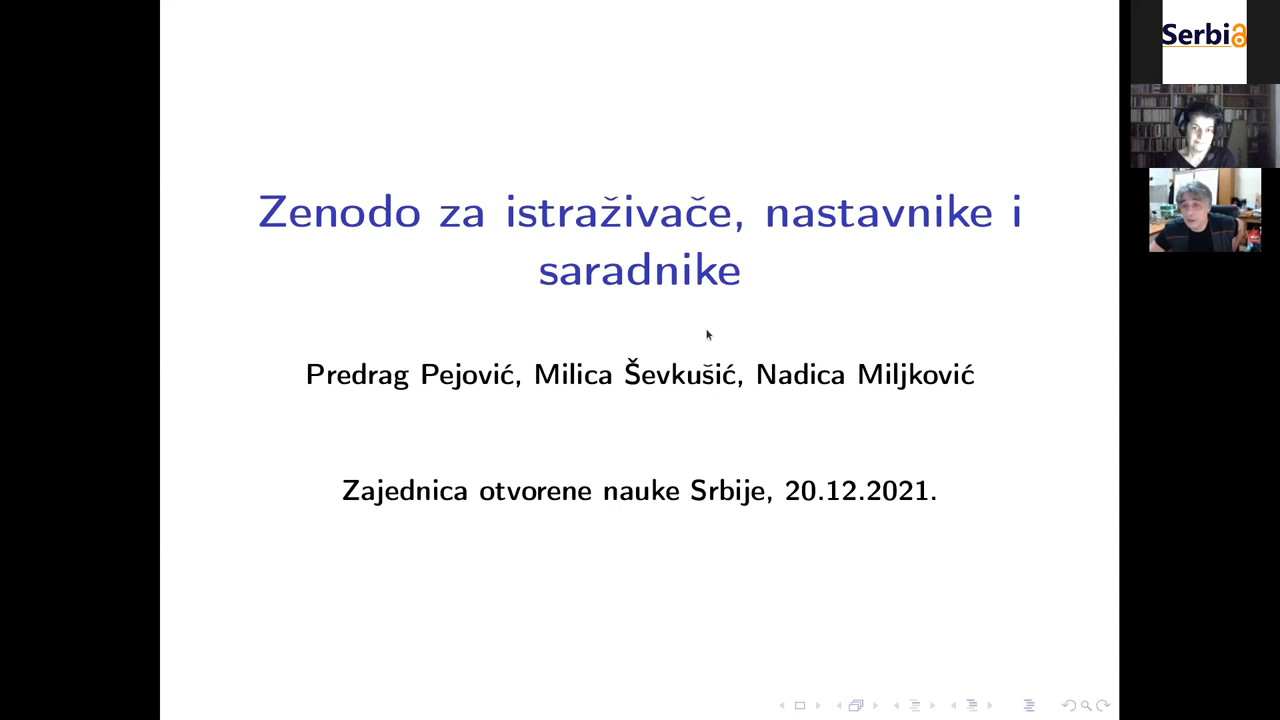 Zenodo za istraživače, nastavnike i
saradnike
Predrag Pejović, Milica Ševkušić, Nadica Miljković
Zajednica otvorene nauke Srbije, 20.12.2021.
Serbia